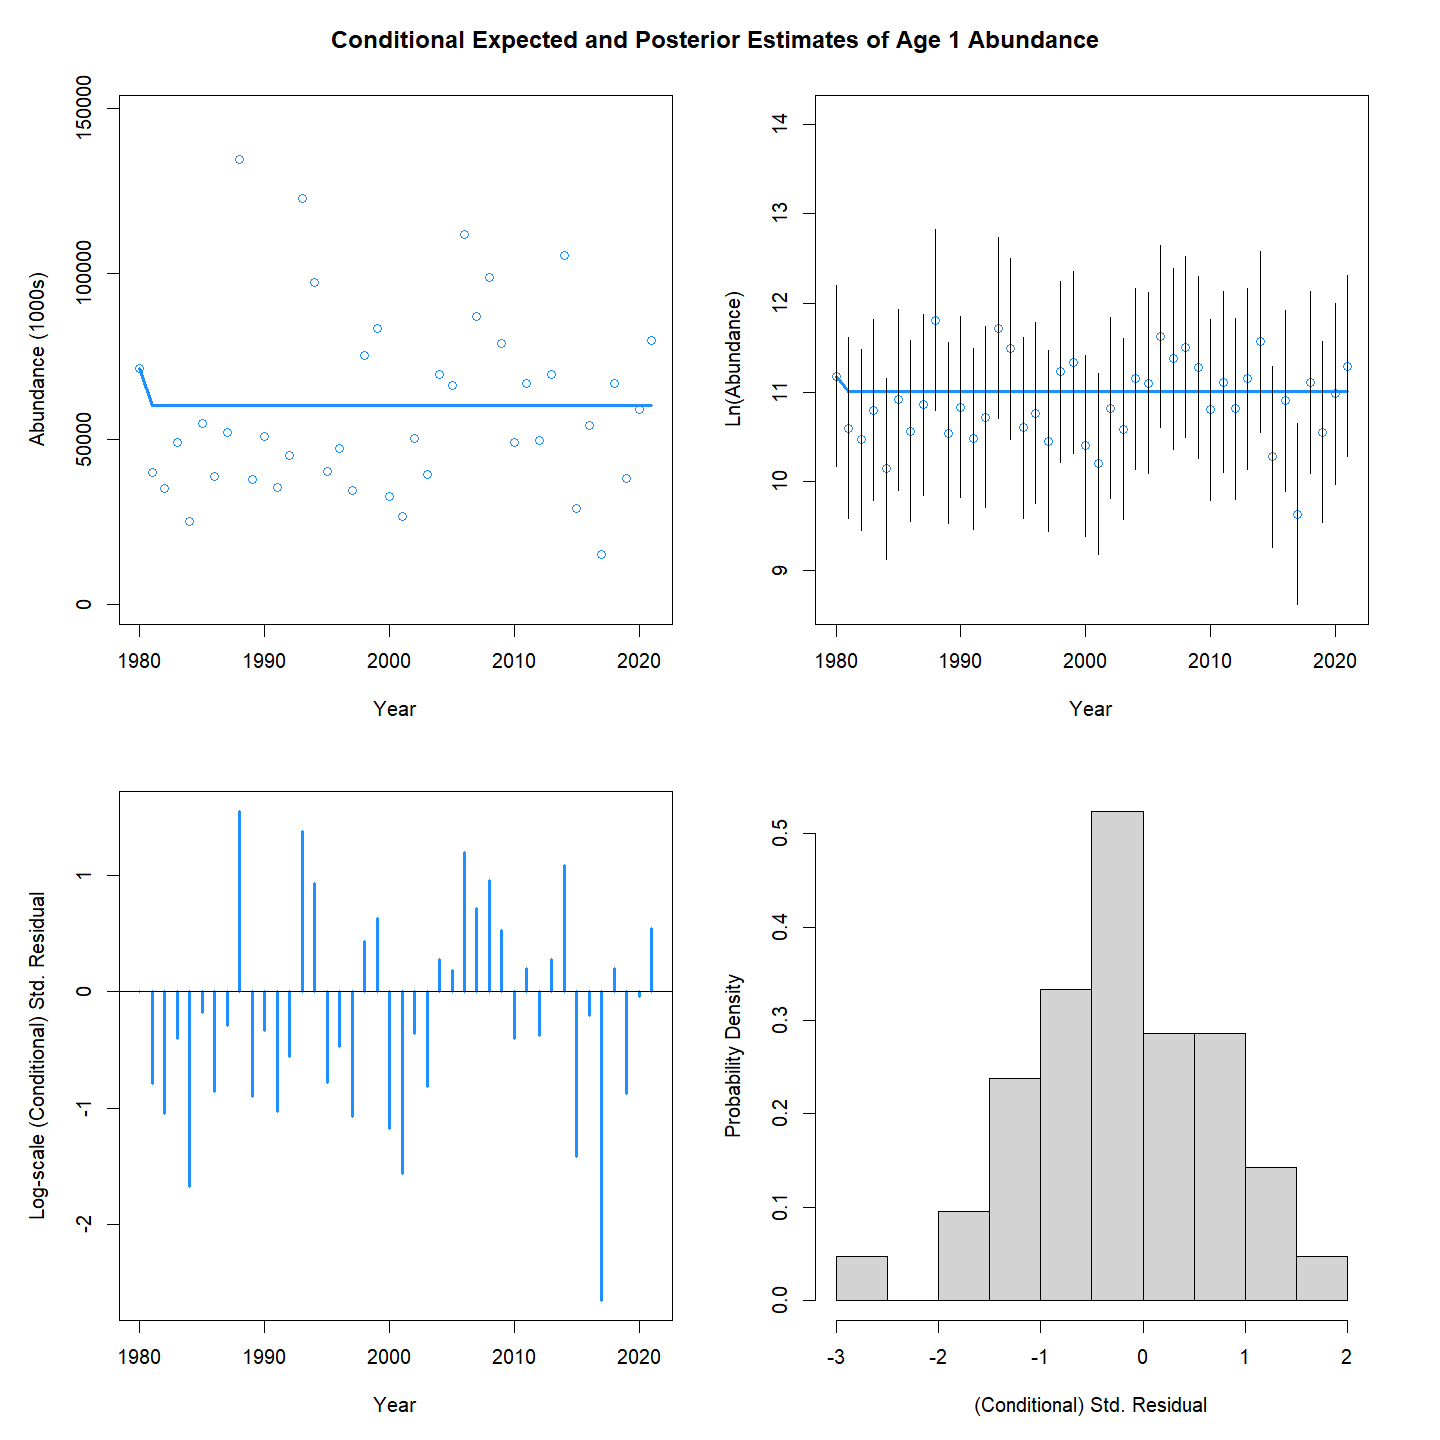 Conditional Expected and Posterior Estimates of Age 1 Abundance
Abundance (1000s)
150000
100000
50000
0
1980 1990 2000 2010 2020
Year
Ln(Abundance)
14
13
12
11
10
9
1980 1990 2000 2010 2020
Year
Log-scale (Conditional) Std. Residual
1
0
-1
-2
1980 1990 2000 2010 2020
Year
Probability Density
0.5
0.4
0.3
0.2
0.1
0.0
-3 -2 -1 0 1 2
(Conditional) Std. Residual